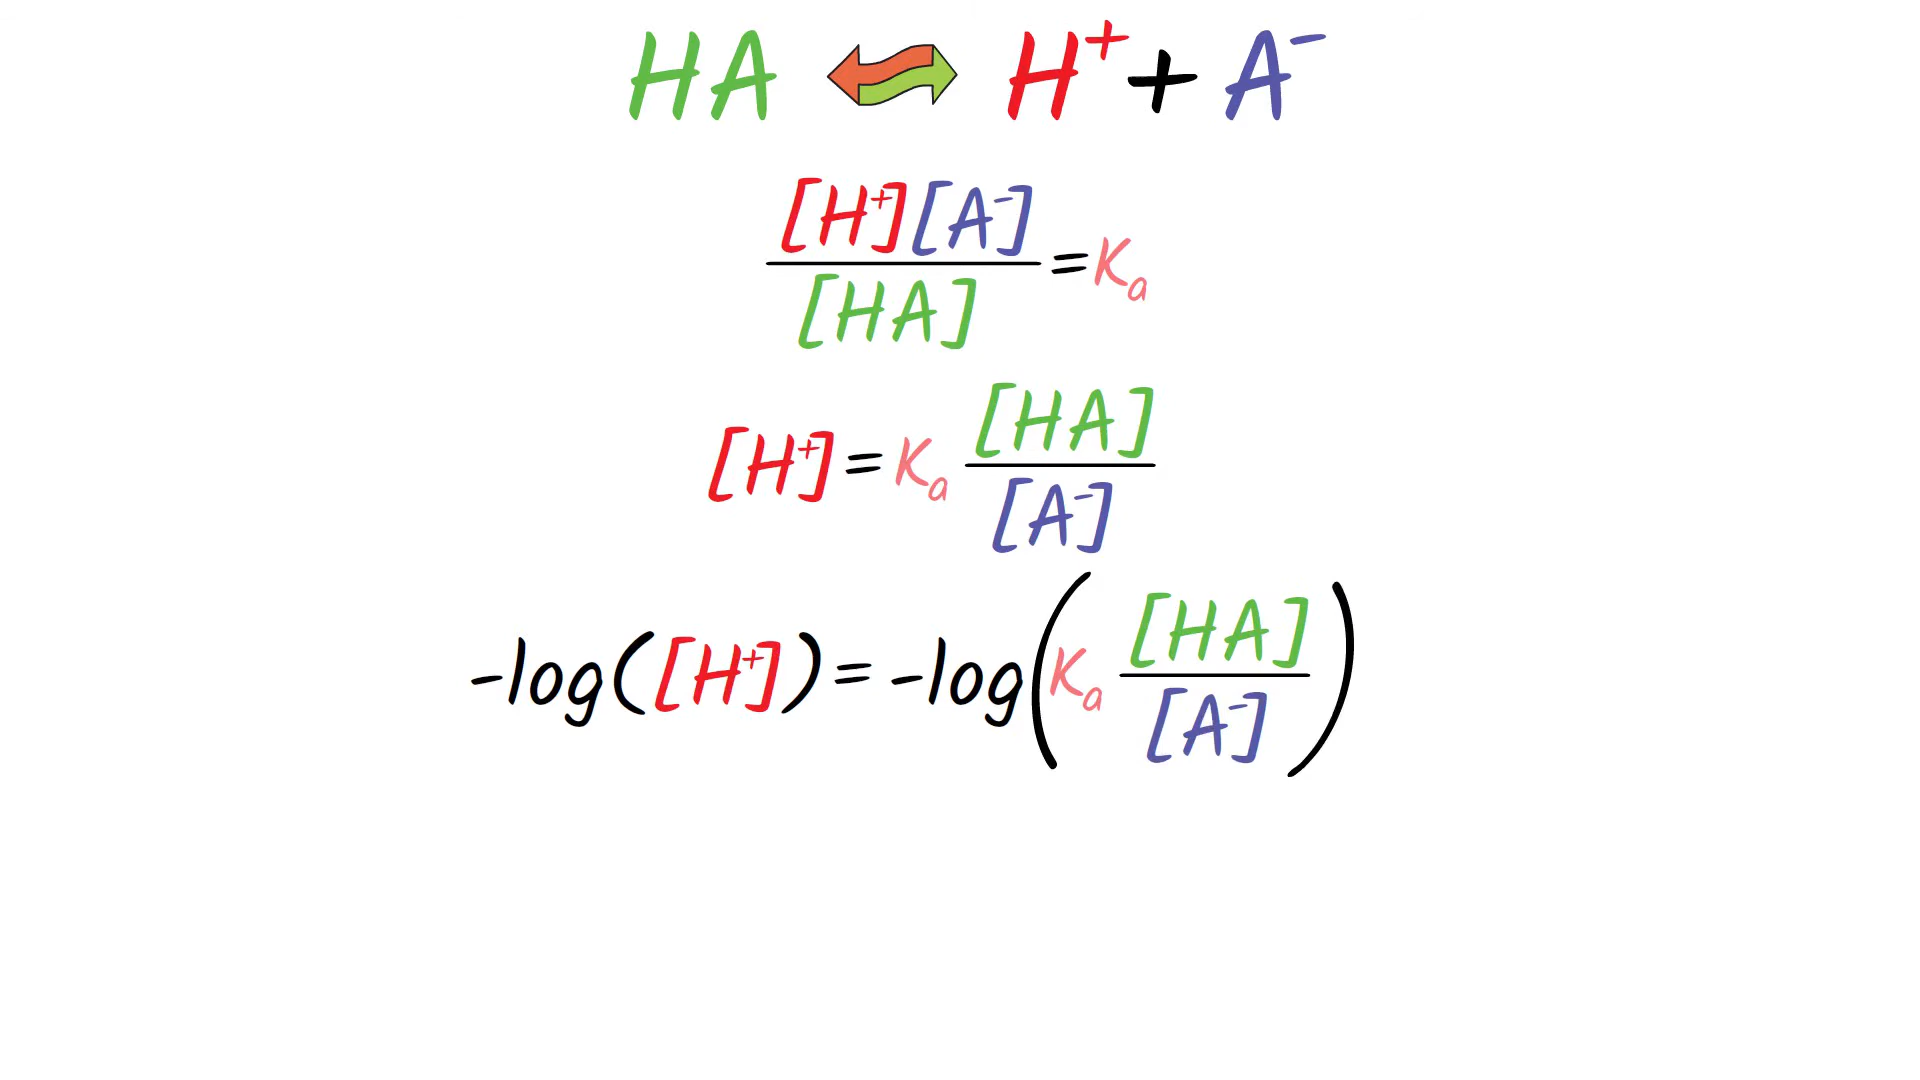 HA ⇌ H⁺ + A⁻
[H⁺][A⁻]
= Kₐ
[HA]
[H⁺] = Kₐ [HA]
[A⁻]
-log([H⁺]) = -log(Kₐ [HA]
[A⁻])